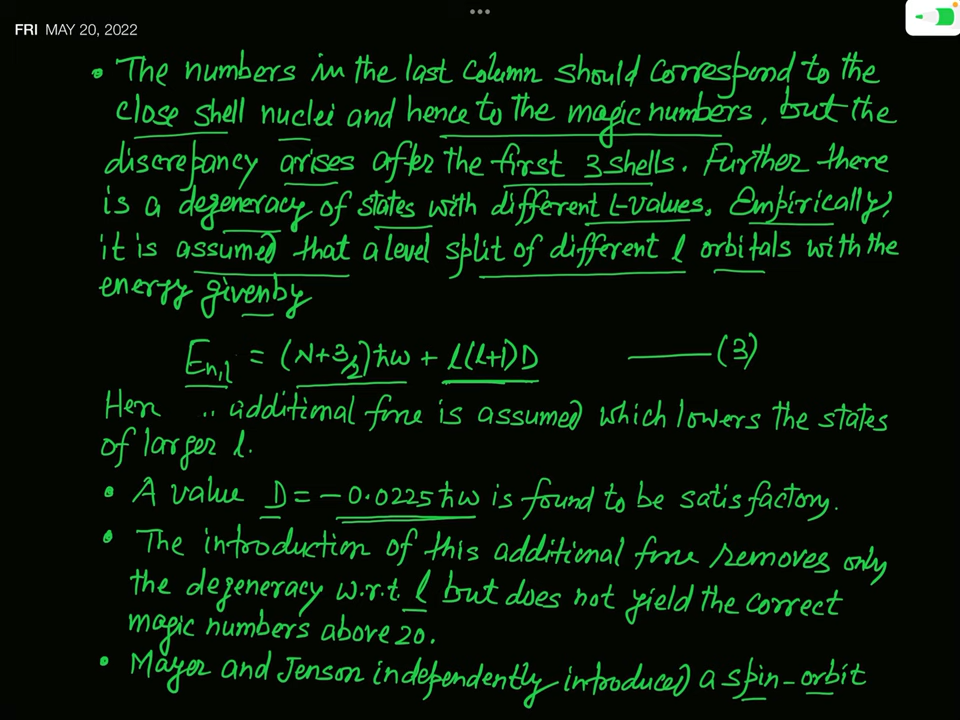 FRI MAY 20, 2022
• The numbers in the last column should correspond to the
close shell nuclei and hence to the magic numbers, but the
discrepancy arises after the first 3 shells. Further there
is a degeneracy of states with different l-values. Empirically,
it is assumed that a level split of different l orbitals with the
energy given by
En,l = (N+3/2)ħω + l(l+1)D ——— (3)
Here .. additional force is assumed which lowers the states
of larger l.
• A value D = -0.0225ħω is found to be satisfactory.
• The introduction of this additional force removes only
the degeneracy w.r.t. l but does not yield the correct
magic numbers above 20.
• Mayer and Jenson independently introduced a spin-orbit